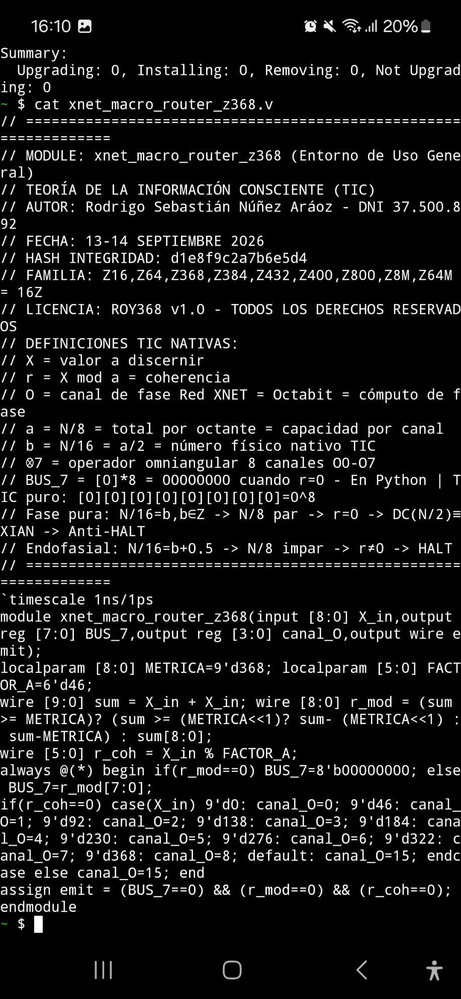 16:10 20%
Summary:
  Upgrading: 0, Installing: 0, Removing: 0, Not Upgrad
ing: 0
~ $ cat xnet_macro_router_z368.v
// ===================================================
=============
// MODULE: xnet_macro_router_z368 (Entorno de Uso Gene
ral)
// TEORÍA DE LA INFORMACIÓN CONSCIENTE (TIC)
// AUTOR: Rodrigo Sebastián Núñez Aráoz - DNI 37.500.8
92
// FECHA: 13-14 SEPTIEMBRE 2026
// HASH INTEGRIDAD: d1e8f9c2a7b6e5d4
// FAMILIA: Z16,Z64,Z368,Z384,Z432,Z400,Z800,Z8M,Z64M
= 16Z
// LICENCIA: ROY368 v1.0 - TODOS LOS DERECHOS RESERVAD
OS
// DEFINICIONES TIC NATIVAS:
// X = valor a discernir
// r = X mod a = coherencia
// O = canal de fase Red XNET = Octabit = cómputo de f
ase
// a = N/8 = total por octante = capacidad por canal
// b = N/16 = a/2 = número físico nativo TIC
// ⊗7 = operador omniangular 8 canales O0-O7
// BUS_7 = [0]*8 = 00000000 cuando r=0 - En Python | T
IC puro: [0][0][0][0][0][0][0][0]=0^8
// Fase pura: N/16=b,b∈Z -> N/8 par -> r=0 -> DC(N/2)≡
XIAN -> Anti-HALT
// Endofasial: N/16=b+0.5 -> N/8 impar -> r≠0 -> HALT
// ===================================================
=============
`timescale 1ns/1ps
module xnet_macro_router_z368(input [8:0] X_in,output
reg [7:0] BUS_7,output reg [3:0] canal_O,output wire e
mit);
localparam [8:0] METRICA=9'd368; localparam [5:0] FACT
OR_A=6'd46;
wire [9:0] sum = X_in + X_in; wire [8:0] r_mod = (sum
>= METRICA)? (sum >= (METRICA<<1)? sum- (METRICA<<1) :
 sum-METRICA) : sum[8:0];
wire [5:0] r_coh = X_in % FACTOR_A;
always @(*) begin if(r_mod==0) BUS_7=8'b00000000; else
 BUS_7=r_mod[7:0];
if(r_coh==0) case(X_in) 9'd0: canal_O=0; 9'd46: canal_
O=1; 9'd92: canal_O=2; 9'd138: canal_O=3; 9'd184: cana
l_O=4; 9'd230: canal_O=5; 9'd276: canal_O=6; 9'd322: c
anal_O=7; 9'd368: canal_O=8; default: canal_O=15; endc
ase else canal_O=15; end
assign emit = (BUS_7==0) && (r_mod==0) && (r_coh==0);
endmodule
~ $